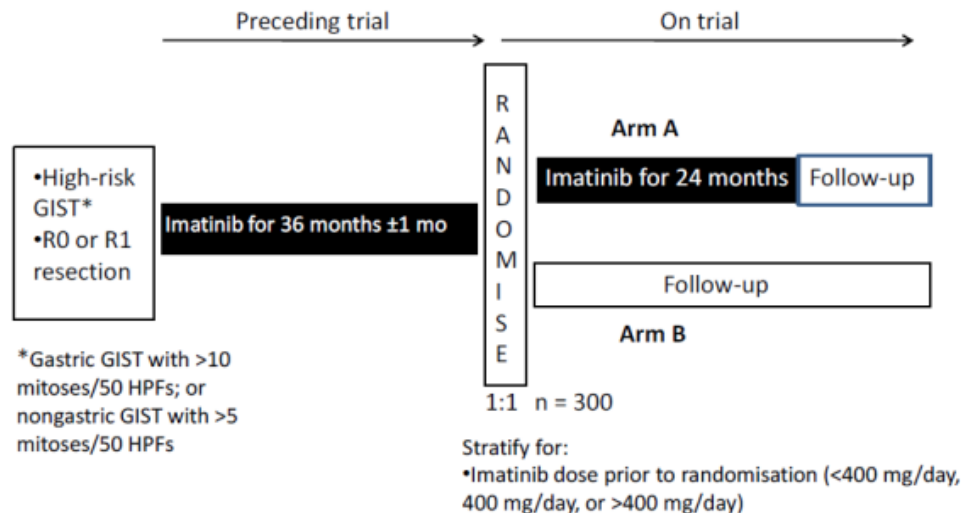 Preceding trial
On trial
•High-risk
GIST*
•R0 or R1
resection
Imatinib for 36 months ±1 mo
R
A
N
D
O
M
I
S
E
Arm A
Imatinib for 24 months
Follow-up
Follow-up
Arm B
*Gastric GIST with >10
mitoses/50 HPFs; or
nongastric GIST with >5
mitoses/50 HPFs
1:1 n = 300
Stratify for:
•Imatinib dose prior to randomisation (<400 mg/day,
400 mg/day, or >400 mg/day)